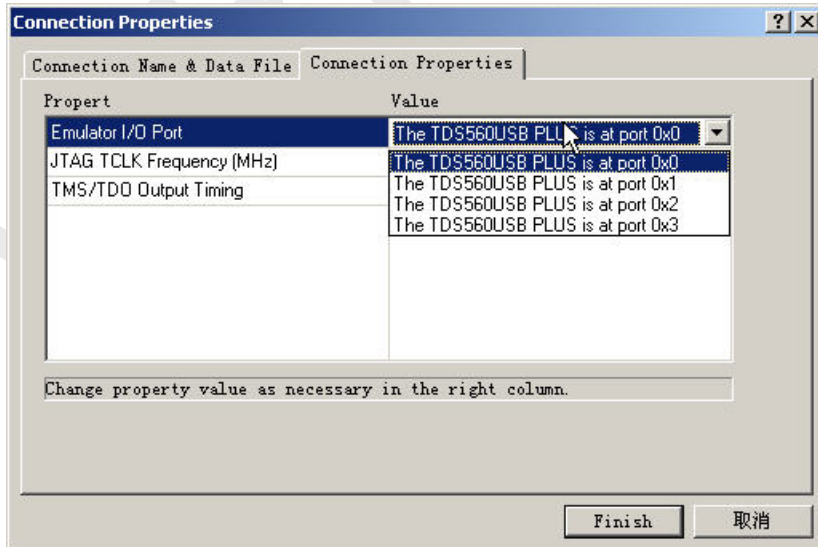 Connection Properties
Connection Name & Data File
Connection Properties
Propert Value
Emulator I/O Port The TDS560USB PLUS is at port 0x0
JTAG TCLK Frequency (MHz) The TDS560USB PLUS is at port 0x0
TMS/TDO Output Timing The TDS560USB PLUS is at port 0x1
The TDS560USB PLUS is at port 0x2
The TDS560USB PLUS is at port 0x3
Change property value as necessary in the right column.
Finish 取消